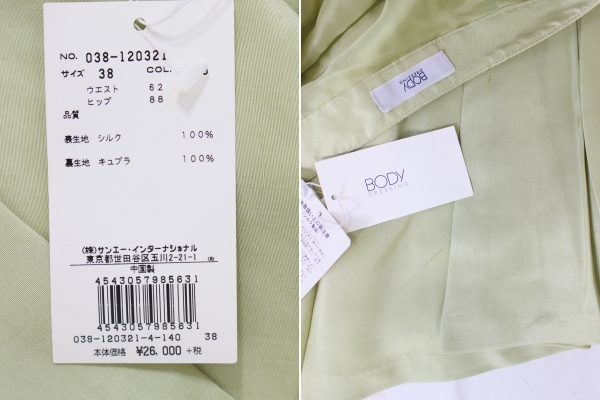 NO. 038-120321
サイズ 38 COL.
ウエスト 62
ヒップ 88
品質
表生地 シルク 100%
裏生地 キュプラ 100%
(株)サンエー・インターナショナル
東京都世田谷区玉川2-21-1
中国製
4543057985631
4543057985631
038-120321-4-140 38
本体価格 ¥26,000 +税
BODY
DRESSING
BODY
DRESSING